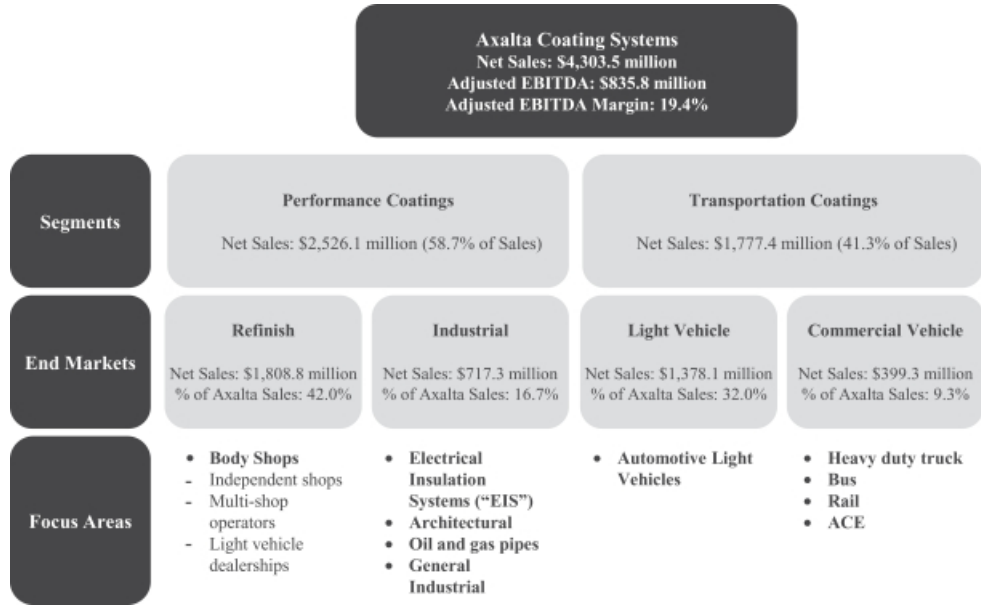 Axalta Coating Systems
Net Sales: $4,303.5 million
Adjusted EBITDA: $835.8 million
Adjusted EBITDA Margin: 19.4%
Segments
Performance Coatings
Net Sales: $2,526.1 million (58.7% of Sales)
Transportation Coatings
Net Sales: $1,777.4 million (41.3% of Sales)
End Markets
Refinish
Net Sales: $1,808.8 million
% of Axalta Sales: 42.0%
Industrial
Net Sales: $717.3 million
% of Axalta Sales: 16.7%
Light Vehicle
Net Sales: $1,378.1 million
% of Axalta Sales: 32.0%
Commercial Vehicle
Net Sales: $399.3 million
% of Axalta Sales: 9.3%
Focus Areas
• Body Shops
- Independent shops
- Multi-shop
operators
- Light vehicle
dealerships
• Electrical
Insulation
Systems (“EIS”)
• Architectural
• Oil and gas pipes
• General
Industrial
• Automotive Light
Vehicles
• Heavy duty truck
• Bus
• Rail
• ACE